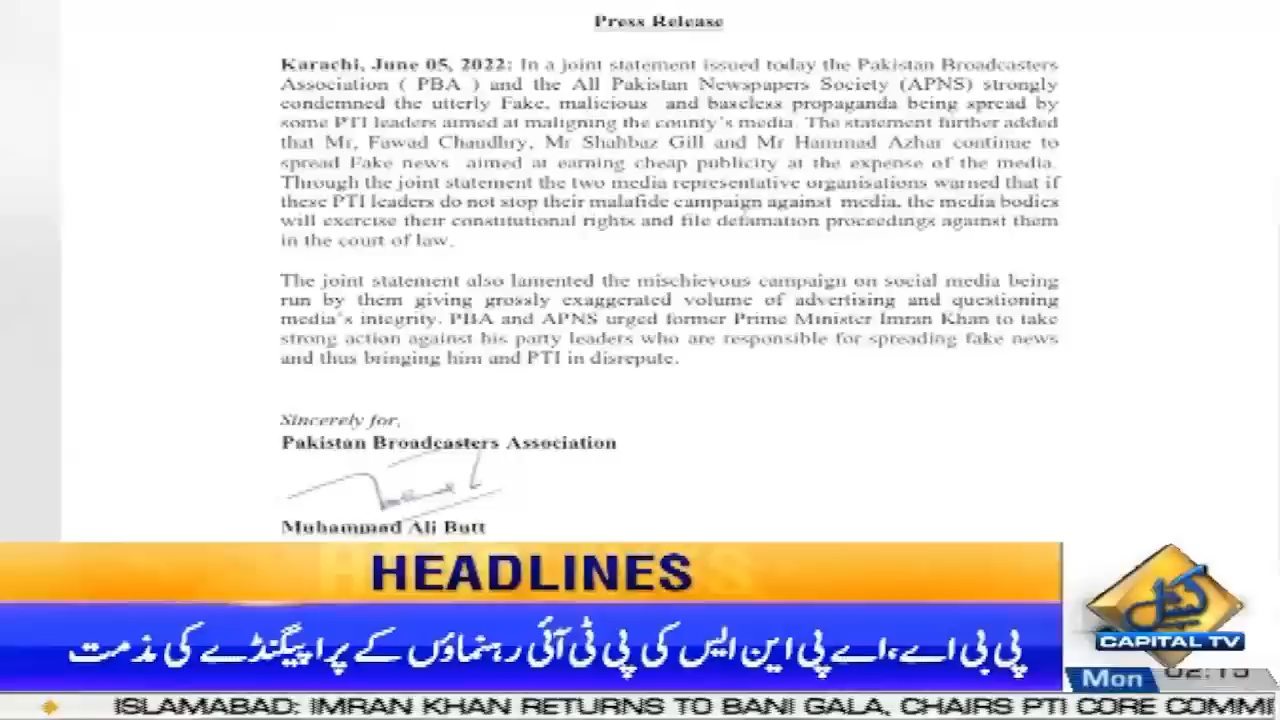 Press Release
Karachi, June 05, 2022: In a joint statement issued today the Pakistan Broadcasters
Association ( PBA ) and the All Pakistan Newspapers Society (APNS) strongly
condemned the utterly Fake, malicious and baseless propaganda being spread by
some PTI leaders aimed at maligning the county's media. The statement further added
that Mr, Fawad Chaudhry, Mr Shahbaz Gill and Mr Hammad Azhar continue to
spread Fake news aimed at earning cheap publicity at the expense of the media.
Through the joint statement the two media representative organisations warned that if
these PTI leaders do not stop their malafide campaign against media, the media bodies
will exercise their constitutional rights and file defamation proceedings against them
in the court of law.
The joint statement also lamented the mischievous campaign on social media being
run by them giving grossly exaggerated volume of advertising and questioning
media's integrity. PBA and APNS urged former Prime Minister Imran Khan to take
strong action against his party leaders who are responsible for spreading fake news
and thus bringing him and PTI in disrepute.
Sincerely for,
Pakistan Broadcasters Association
Muhammad Ali Butt
HEADLINES
پی بی اے،اے پی این ایس کی پی ٹی آئی رہنماؤں کے پراپیگنڈے کی مذمت
کیپیٹل
CAPITAL TV
Mon 02:15
ISLAMABAD: IMRAN KHAN RETURNS TO BANI GALA, CHAIRS PTI CORE COMMI